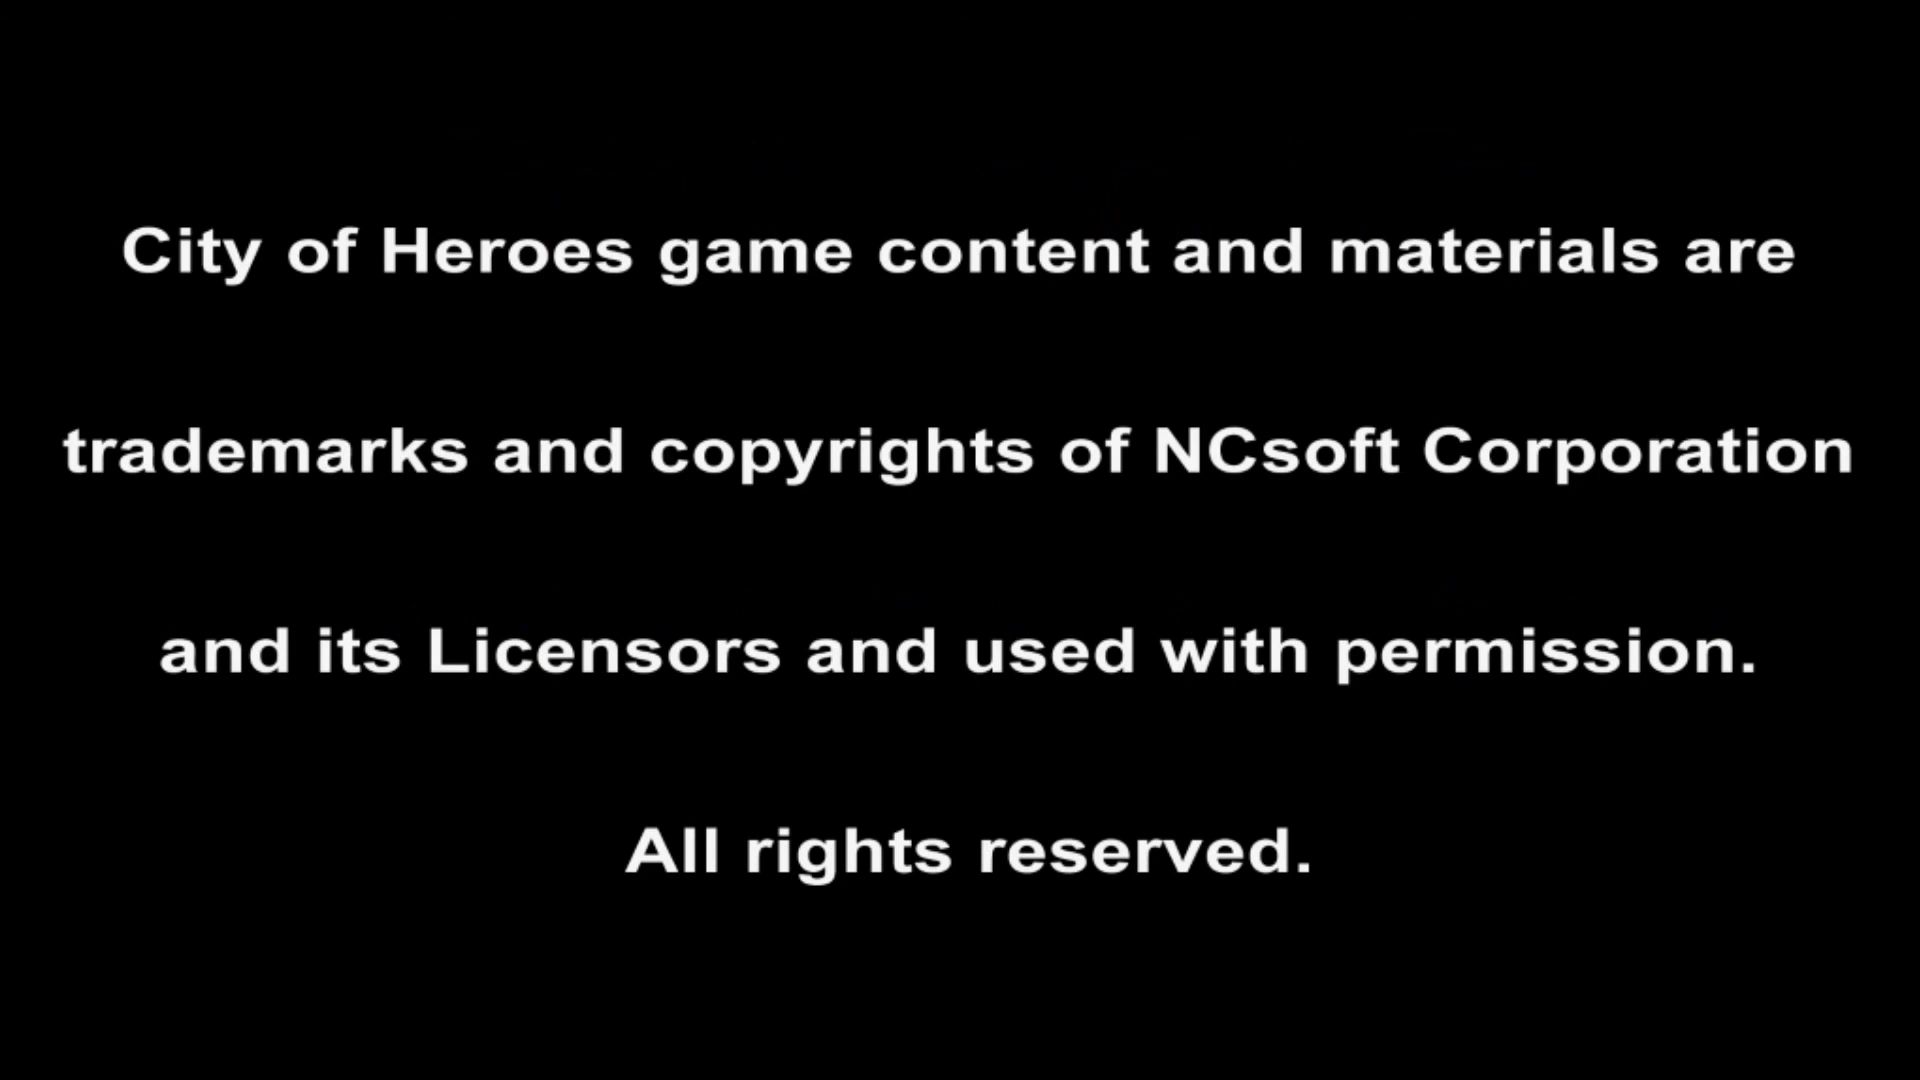 City of Heroes game content and materials are
trademarks and copyrights of NCsoft Corporation
and its Licensors and used with permission.
All rights reserved.